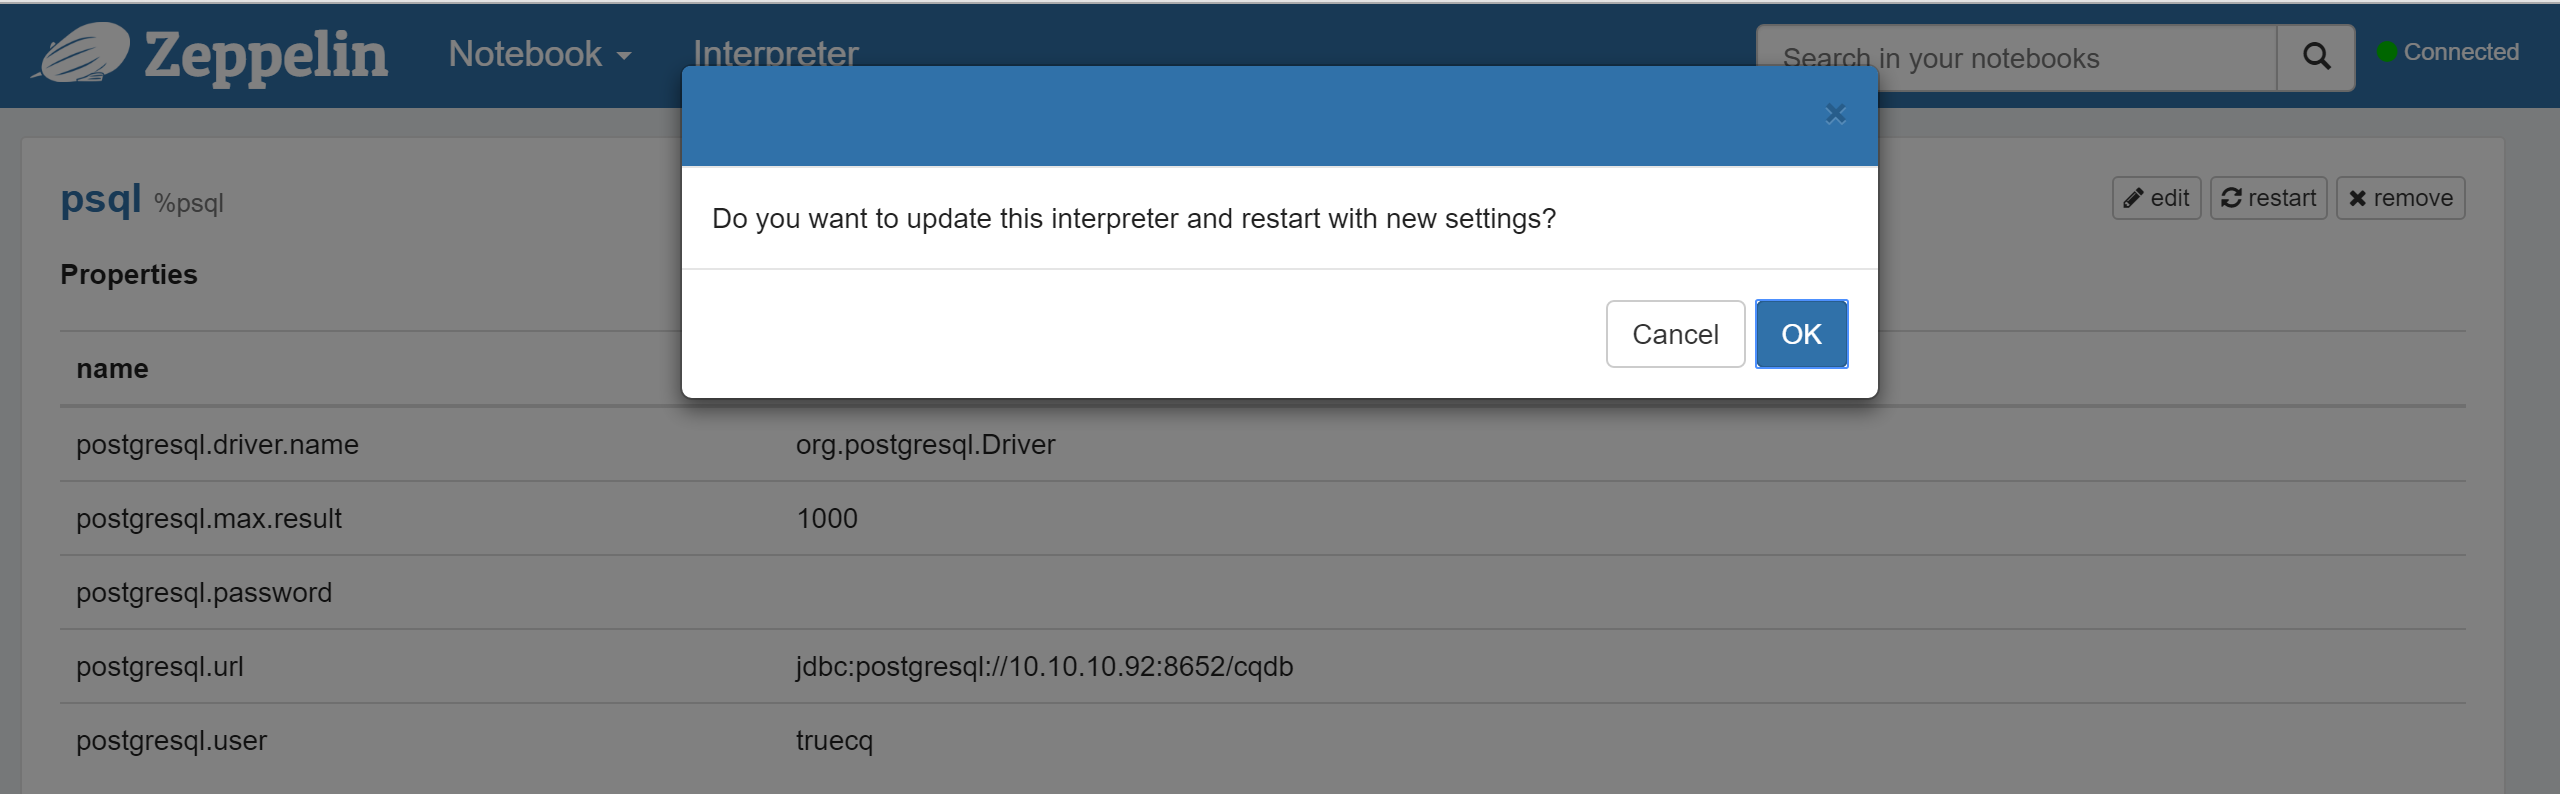 Zeppelin Notebook Interpreter Search in your notebooks Connected
Do you want to update this interpreter and restart with new settings?
Cancel OK
psql %psql edit restart remove
Properties
name
postgresql.driver.name org.postgresql.Driver
postgresql.max.result 1000
postgresql.password
postgresql.url jdbc:postgresql://10.10.10.92:8652/cqdb
postgresql.user truecq